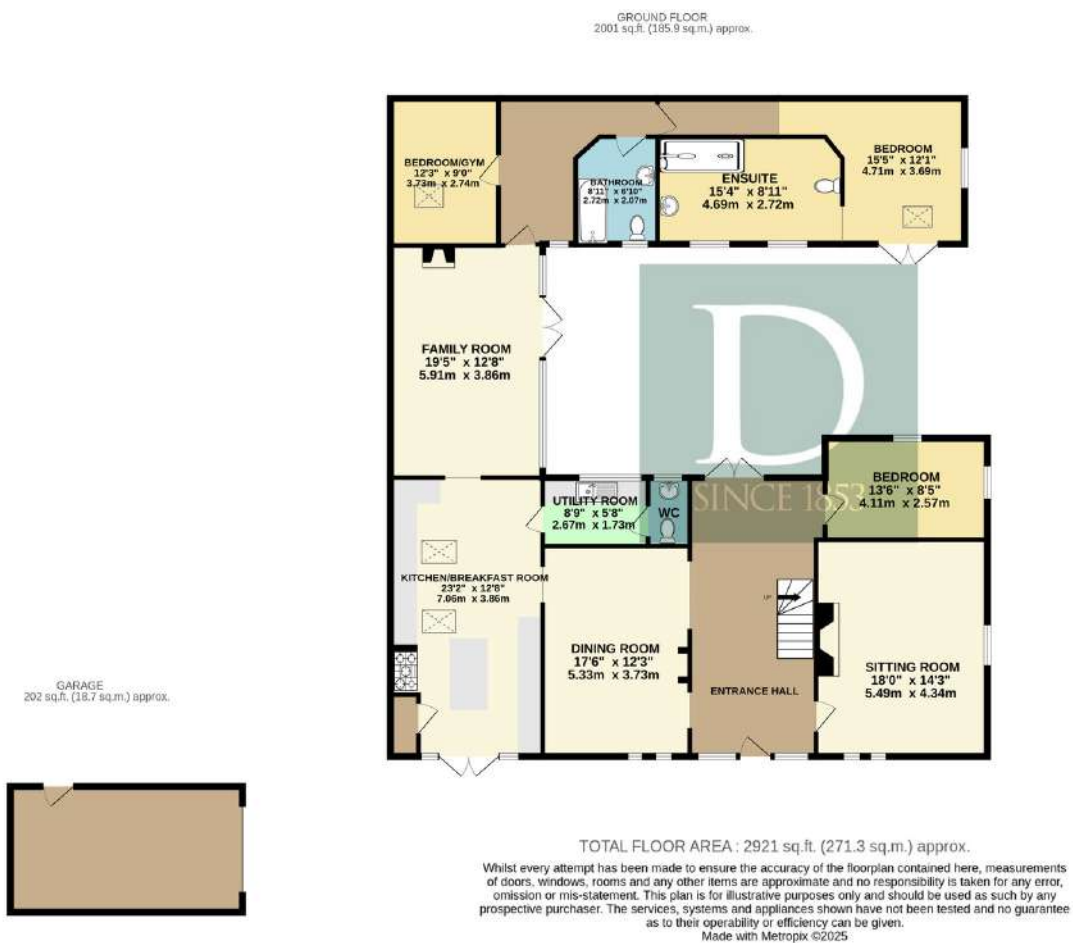 GROUND FLOOR
2001 sq.ft. (185.9 sq.m.) approx.
BEDROOM/GYM
12'3" x 9'0"
3.73m x 2.74m
BATHROOM
8'11" x 6'10"
2.72m x 2.07m
ENSUITE
15'4" x 8'11"
4.69m x 2.72m
BEDROOM
15'5" x 12'1"
4.71m x 3.69m
FAMILY ROOM
19'5" x 12'8"
5.91m x 3.86m
D
SINCE 1853
BEDROOM
13'6" x 8'5"
4.11m x 2.57m
UTILITY ROOM
8'9" x 5'8"
2.67m x 1.73m
WC
KITCHEN/BREAKFAST ROOM
23'2" x 12'8"
7.06m x 3.86m
UP
DINING ROOM
17'6" x 12'3"
5.33m x 3.73m
ENTRANCE HALL
SITTING ROOM
18'0" x 14'3"
5.49m x 4.34m
GARAGE
202 sq.ft. (18.7 sq.m.) approx.
TOTAL FLOOR AREA : 2921 sq.ft. (271.3 sq.m.) approx.
Whilst every attempt has been made to ensure the accuracy of the floorplan contained here, measurements
of doors, windows, rooms and any other items are approximate and no responsibility is taken for any error,
omission or mis-statement. This plan is for illustrative purposes only and should be used as such by any
prospective purchaser. The services, systems and appliances shown have not been tested and no guarantee
as to their operability or efficiency can be given.
Made with Metropix ©2025